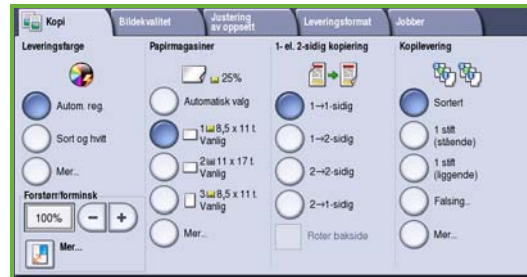 Kopi
Bildekvalitet
Justering
av oppsett
Leveringsformat
Jobber
Leveringsfarge
Autom. reg.
Sort og hvitt
Mer...
Forstørr/forminsk
100%
Mer...
Papirmagasiner
25%
Automatisk valg
1 8,5 x 11 t.
Vanlig
2 11 x 17 t.
Vanlig
3 8,5 x 11 t.
Vanlig
Mer...
1- el. 2-sidig kopiering
1→1-sidig
1→2-sidig
2→2-sidig
2→1-sidig
Roter bakside
Kopilevering
Sortert
1 stift
(stående)
1 stift
(liggende)
Falsing...
Mer...